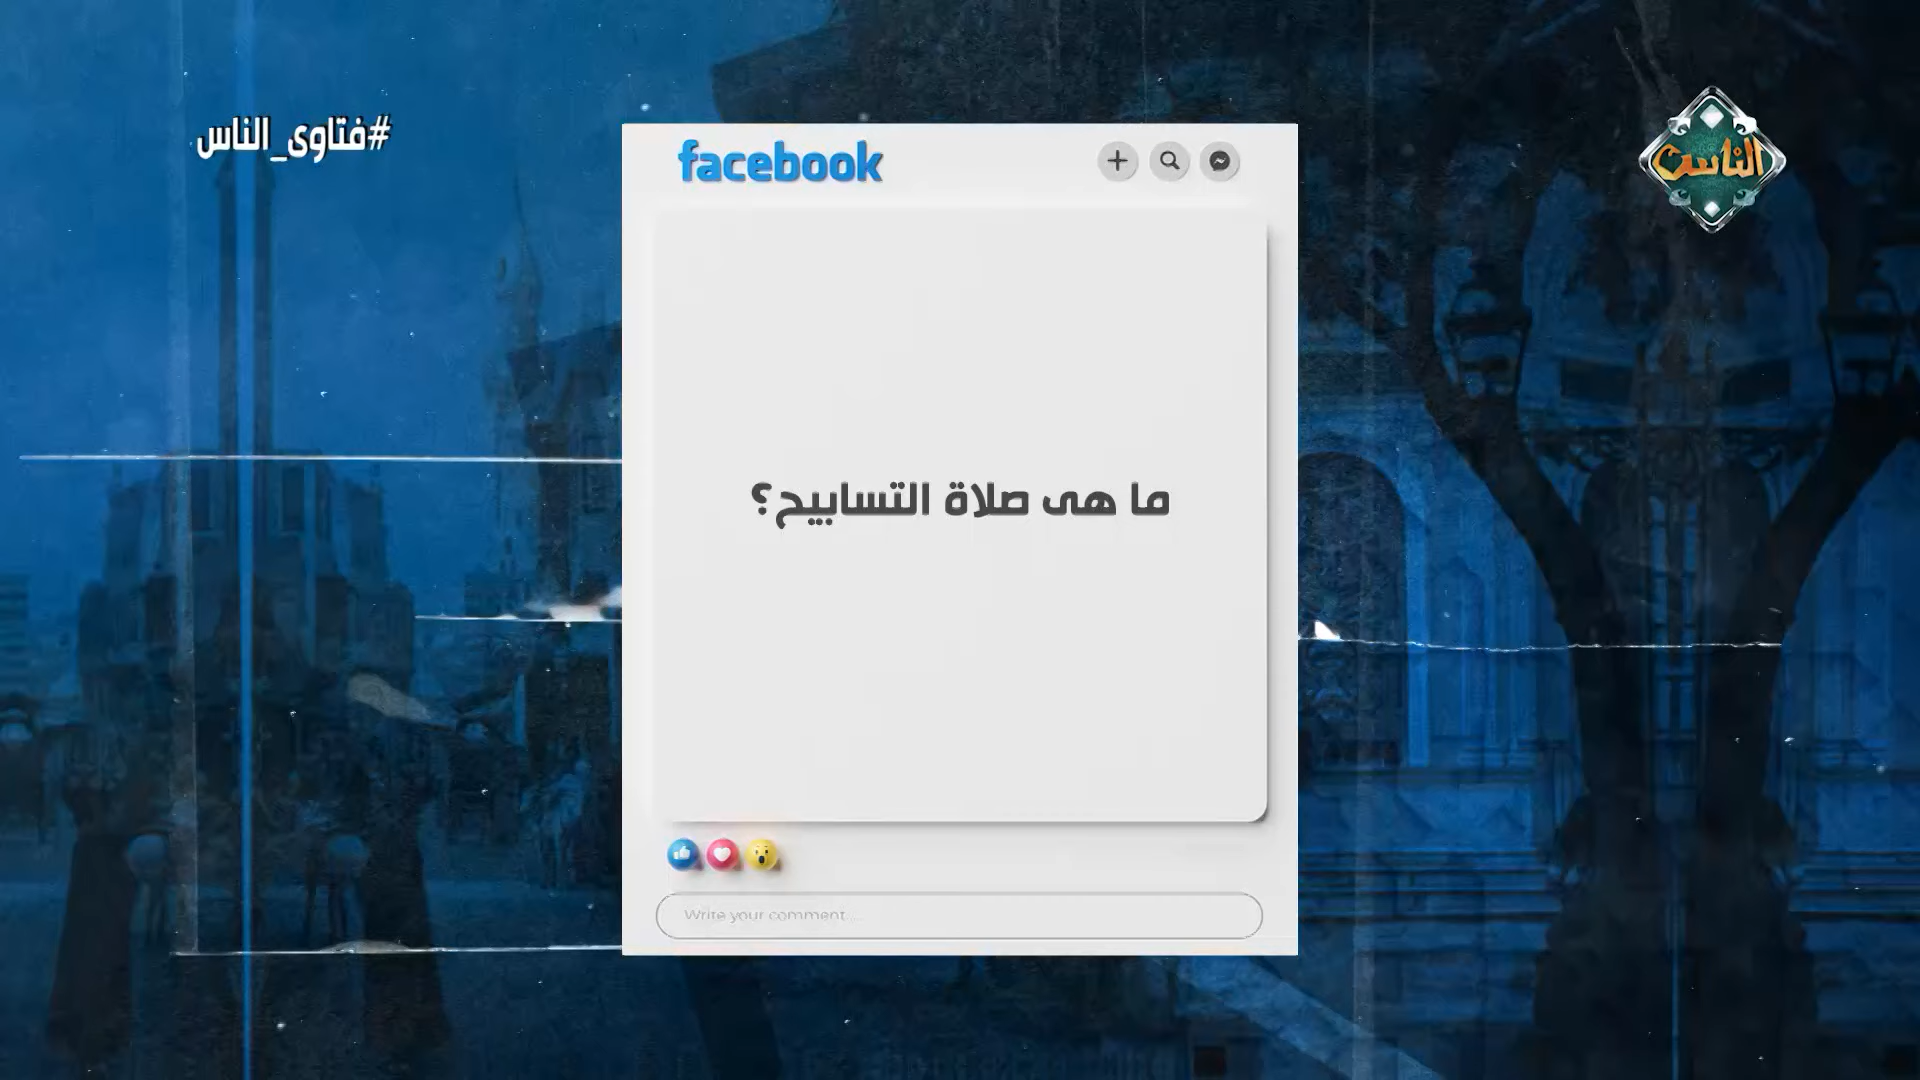 #فتاوى_الناس
الناس
facebook
ما هى صلاة التسابيح؟
Write your comment....